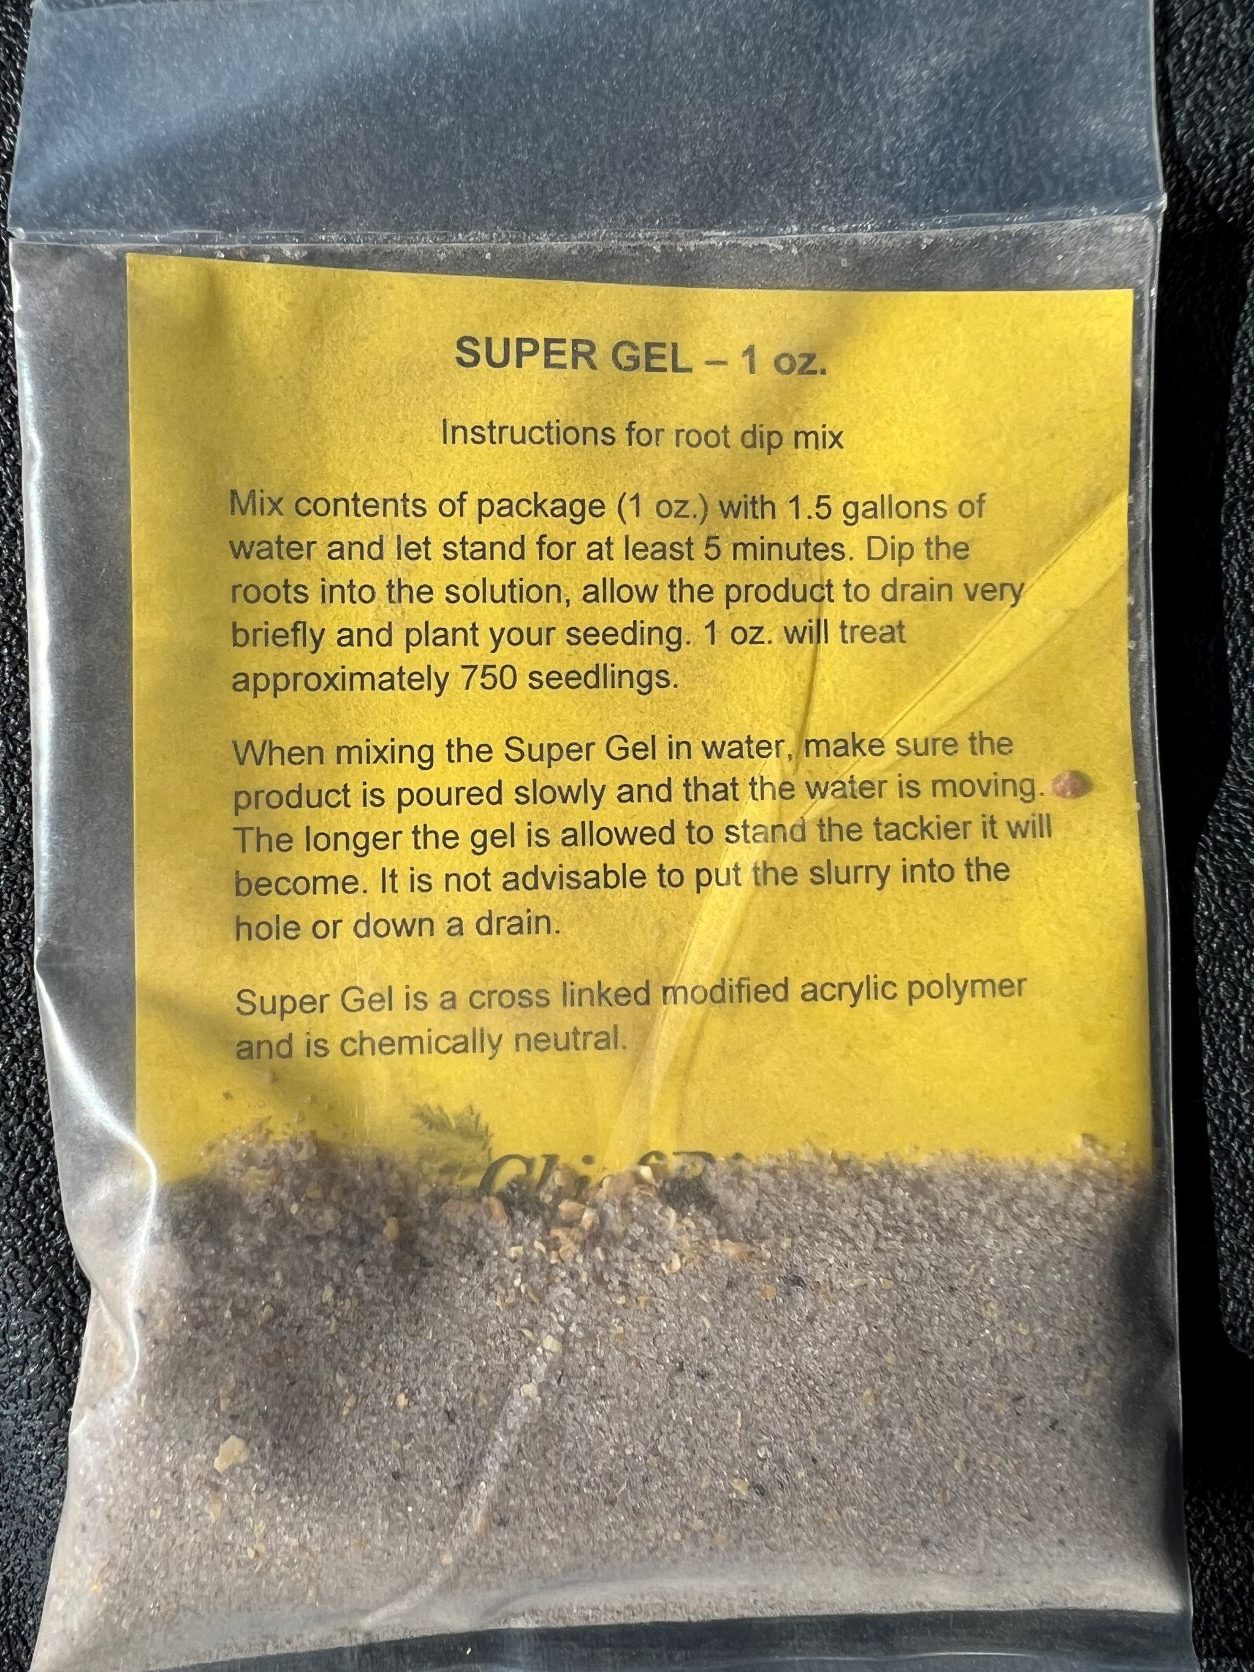 SUPER GEL – 1 oz.
Instructions for root dip mix
Mix contents of package (1 oz.) with 1.5 gallons of
water and let stand for at least 5 minutes. Dip the
roots into the solution, allow the product to drain very
briefly and plant your seeding. 1 oz. will treat
approximately 750 seedlings.
When mixing the Super Gel in water, make sure the
product is poured slowly and that the water is moving.
The longer the gel is allowed to stand the tackier it will
become. It is not advisable to put the slurry into the
hole or down a drain.
Super Gel is a cross linked modified acrylic polymer
and is chemically neutral.